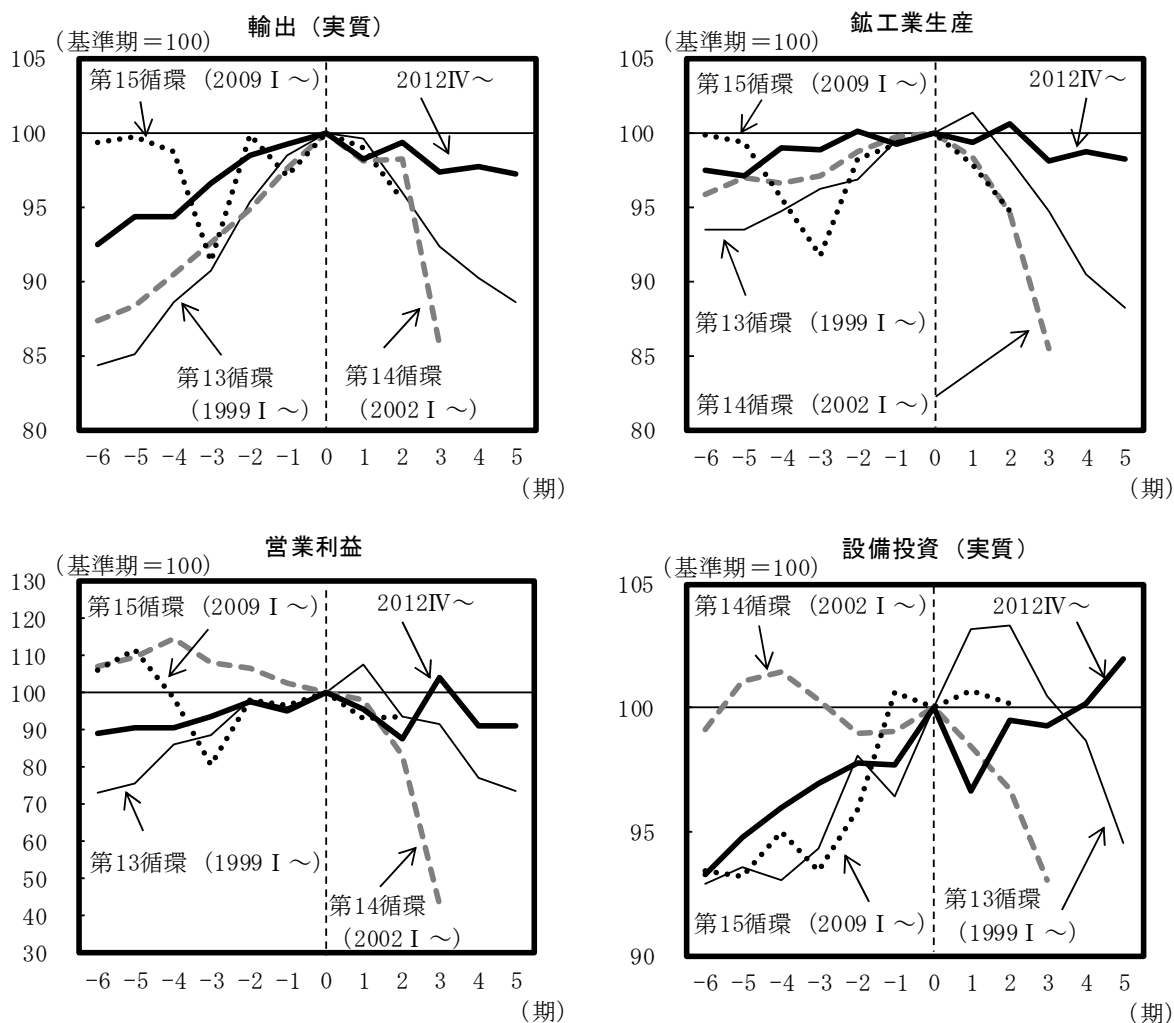 輸出（実質）
（基準期＝100）
105
100
95
90
85
80
第15循環（2009Ⅰ～）
2012Ⅳ～
第13循環
（1999Ⅰ～）
第14循環
（2002Ⅰ～）
-6 -5 -4 -3 -2 -1 0 1 2 3 4 5
（期）
鉱工業生産
（基準期＝100）
105
100
95
90
85
80
第15循環（2009Ⅰ～）
2012Ⅳ～
第13循環（1999Ⅰ～）
第14循環（2002Ⅰ～）
-6 -5 -4 -3 -2 -1 0 1 2 3 4 5
（期）
営業利益
（基準期＝100）
130
120
110
100
90
80
70
60
50
40
30
第15循環（2009Ⅰ～）
2012Ⅳ～
第13循環（1999Ⅰ～）
第14循環
（2002Ⅰ～）
-6 -5 -4 -3 -2 -1 0 1 2 3 4 5
（期）
設備投資（実質）
（基準期＝100）
105
100
95
90
第14循環（2002Ⅰ～）
2012Ⅳ～
第15循環（2009Ⅰ～）
第13循環
（1999Ⅰ～）
-6 -5 -4 -3 -2 -1 0 1 2 3 4 5
（期）